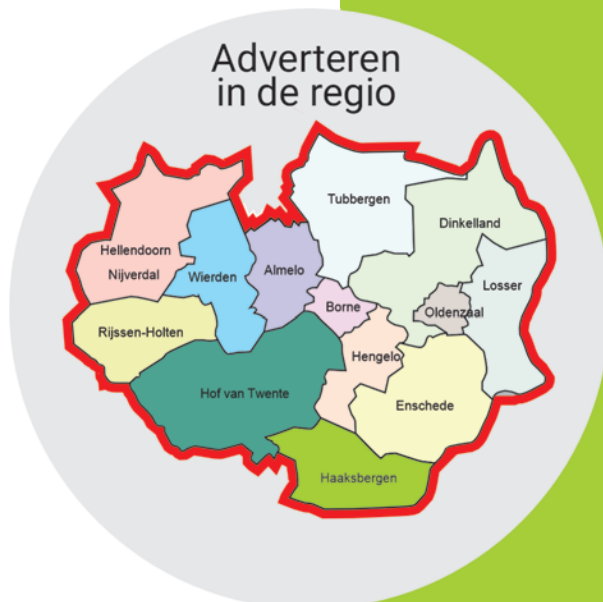 Adverteren
in de regio
Tubbergen
Dinkelland
Hellendoorn
Nijverdal
Wierden
Almelo
Losser
Borne
Oldenzaal
Rijssen-Holten
Hengelo
Hof van Twente
Enschede
Haaksbergen